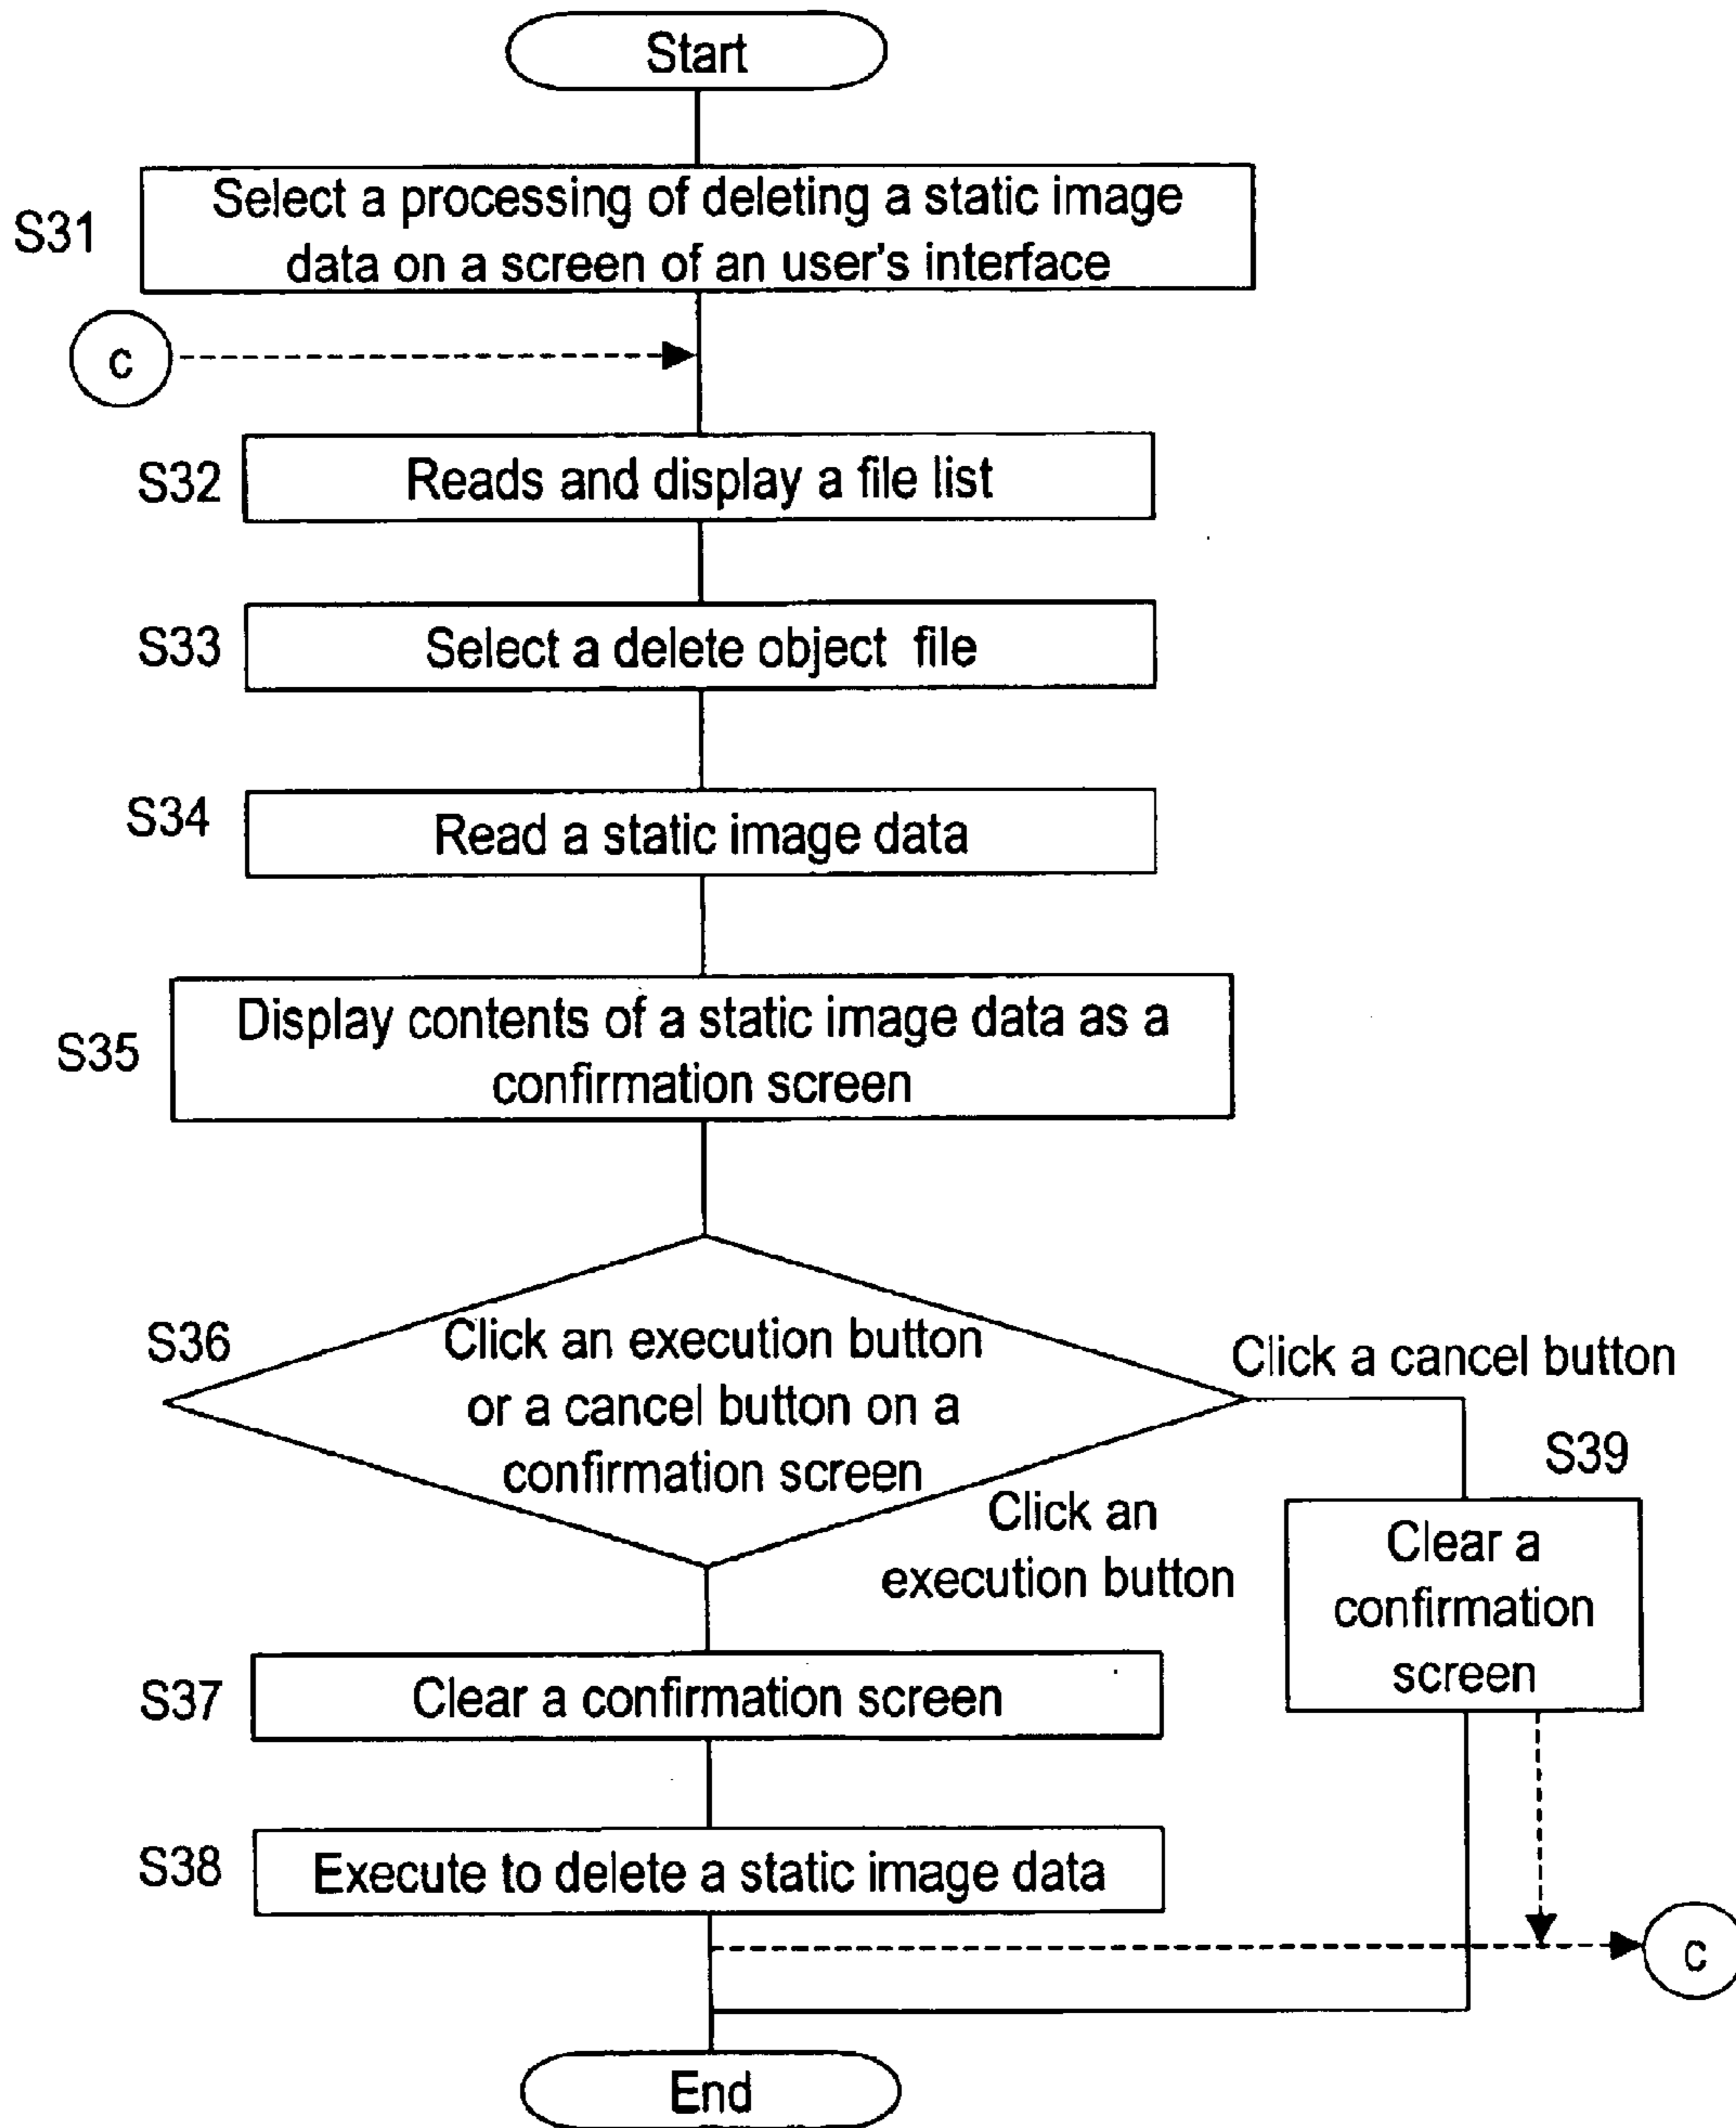 Start
S31
Select a processing of deleting a static image
data on a screen of an user's interface
c
S32
Reads and display a file list
S33
Select a delete object file
S34
Read a static image data
S35
Display contents of a static image data as a
confirmation screen
S36
Click an execution button
or a cancel button on a
confirmation screen
Click a cancel button
S39
Click an
execution button
Clear a
confirmation
screen
S37
Clear a confirmation screen
S38
Execute to delete a static image data
c
End